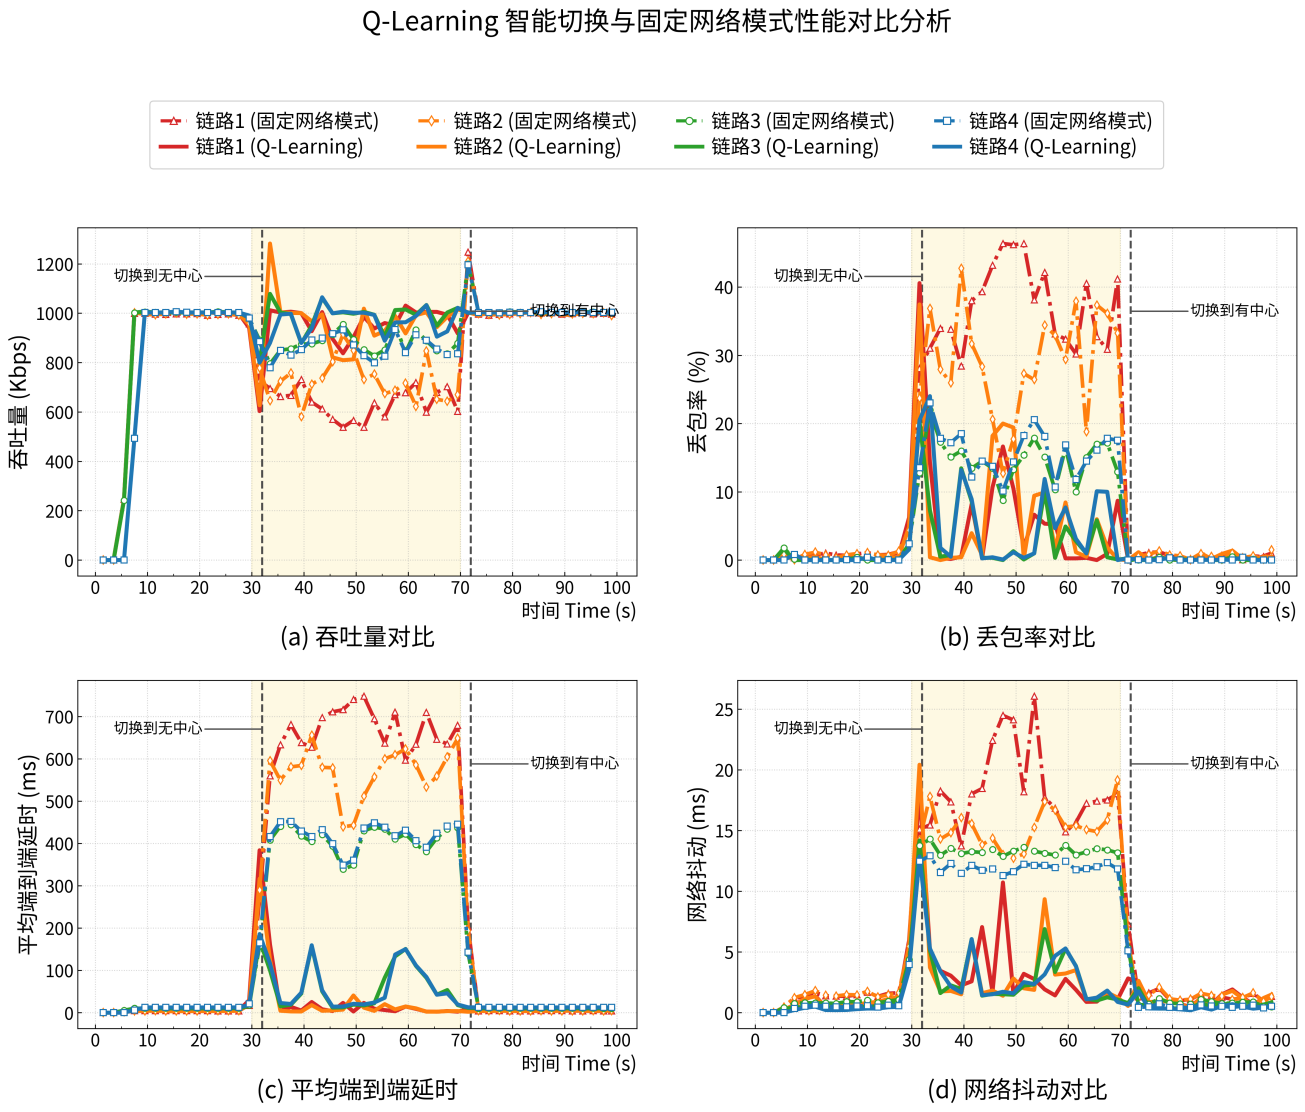 Q-Learning 智能切换与固定网络模式性能对比分析
链路1 (固定网络模式) 链路2 (固定网络模式) 链路3 (固定网络模式) 链路4 (固定网络模式)
链路1 (Q-Learning) 链路2 (Q-Learning) 链路3 (Q-Learning) 链路4 (Q-Learning)
吞吐量 (Kbps)
1200
1000
800
600
400
200
0
切换到无中心
切换到有中心
0 10 20 30 40 50 60 70 80 90 100
时间 Time (s)
(a) 吞吐量对比
丢包率 (%)
40
30
20
10
0
切换到无中心
切换到有中心
0 10 20 30 40 50 60 70 80 90 100
时间 Time (s)
(b) 丢包率对比
平均端到端延时 (ms)
700
600
500
400
300
200
100
0
切换到无中心
切换到有中心
0 10 20 30 40 50 60 70 80 90 100
时间 Time (s)
(c) 平均端到端延时
网络抖动 (ms)
25
20
15
10
5
0
切换到无中心
切换到有中心
0 10 20 30 40 50 60 70 80 90 100
时间 Time (s)
(d) 网络抖动对比